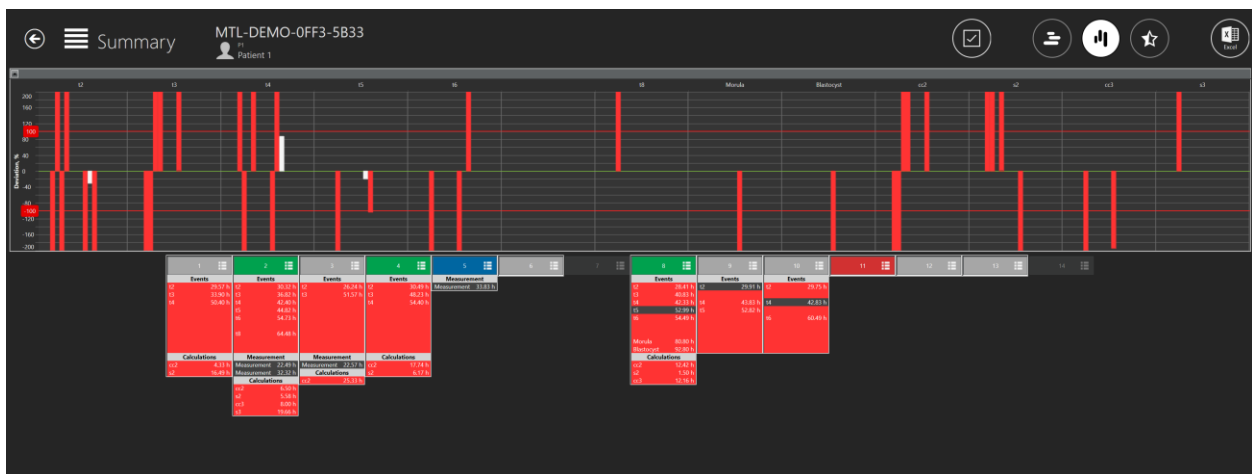 Summary
MTL-DEMO-0FF3-5B33
P1
Patient 1
Excel
t2 t3 t4 t5 t6 t8 Morula Blastocyst cc2 s2 cc3 s3
Deviation, %
200
160
120
100
80
40
0
-40
-80
-100
-120
-160
-200
1 2 3 4 5 6 7 8 9 10 11 12 13 14
Events
t2 29.57 h
t3 33.90 h
t4 50.40 h
Calculations
cc2 4.33 h
s2 16.49 h
Events
t2 30.32 h
t3 36.82 h
t4 42.40 h
t5 44.82 h
t6 54.23 h
t8 64.48 h
Measurement
Measurement 22.49 h
Measurement 32.32 h
Calculations
cc2 6.50 h
s2 5.58 h
cc3 8.00 h
s3 19.66 h
Events
t2 26.24 h
t3 51.57 h
Measurement
Measurement 22.57 h
Calculations
cc2 25.33 h
Events
t2 30.49 h
t3 48.23 h
t4 54.40 h
Calculations
cc2 17.74 h
s2 6.17 h
Measurement
Measurement 33.83 h
Events
t2 28.41 h
t3 40.83 h
t4 42.33 h
t5 52.99 h
t6 54.49 h
Morula 80.80 h
Blastocyst 92.80 h
Calculations
cc2 12.42 h
s2 1.50 h
cc3 12.16 h
Events
t2 29.91 h
t4 43.83 h
t5 52.82 h
Events
t2 29.75 h
t4 42.83 h
t6 60.49 h